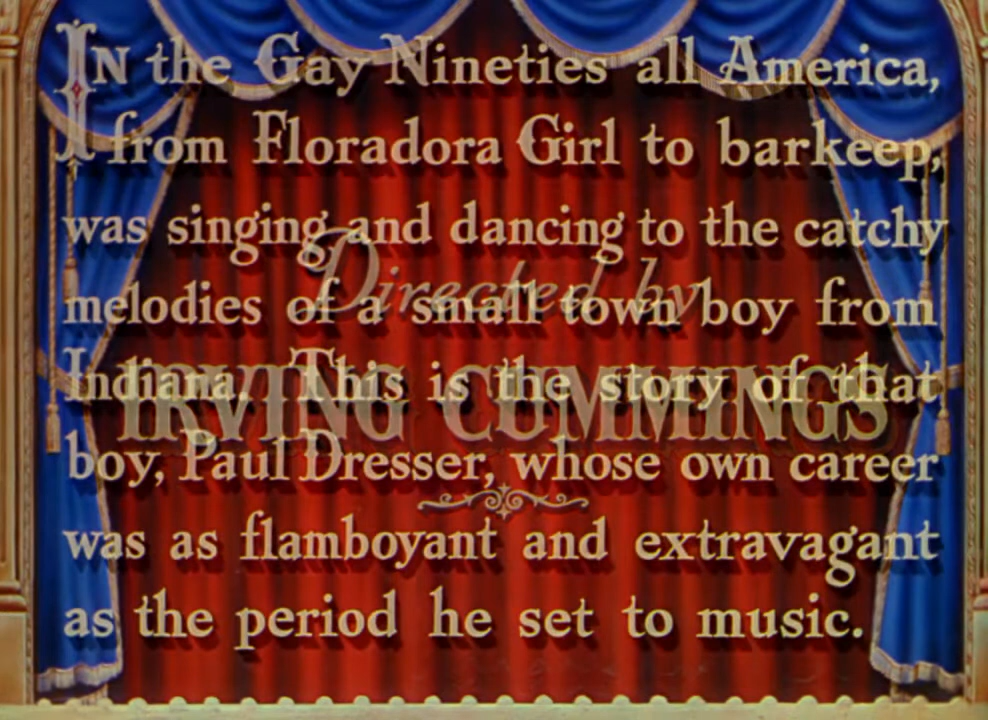 IN the Gay Nineties all America,
from Floradora Girl to barkeep,
was singing and dancing to the catchy
Directed by
melodies of a small town boy from
Indiana. This is the story of that
IRVING CUMMINGS
boy, Paul Dresser, whose own career
was as flamboyant and extravagant
as the period he set to music.